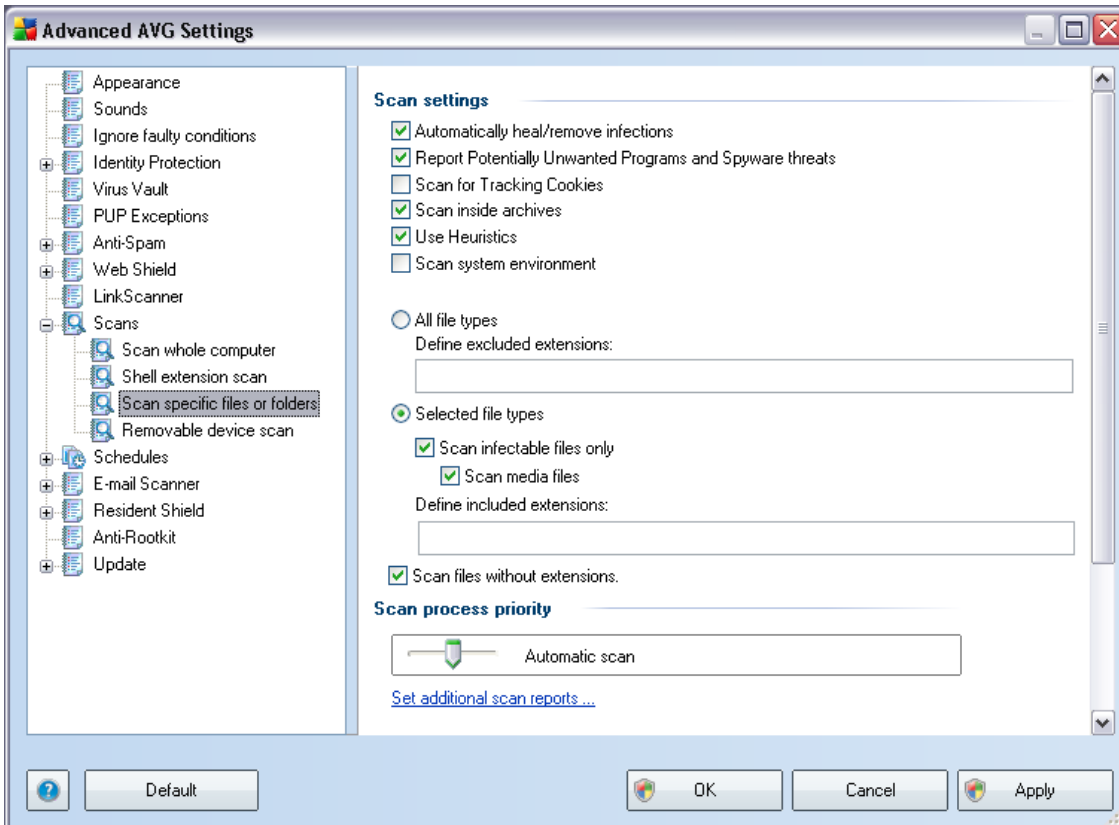 Advanced AVG Settings
Appearance
Sounds
Ignore faulty conditions
Identity Protection
Virus Vault
PUP Exceptions
Anti-Spam
Web Shield
LinkScanner
Scans
Scan whole computer
Shell extension scan
Scan specific files or folders
Removable device scan
Schedules
E-mail Scanner
Resident Shield
Anti-Rootkit
Update
Scan settings
Automatically heal/remove infections
Report Potentially Unwanted Programs and Spyware threats
Scan for Tracking Cookies
Scan inside archives
Use Heuristics
Scan system environment
All file types
Define excluded extensions:
Selected file types
Scan infectable files only
Scan media files
Define included extensions:
Scan files without extensions.
Scan process priority
Automatic scan
Set additional scan reports ...
?
Default
OK
Cancel
Apply